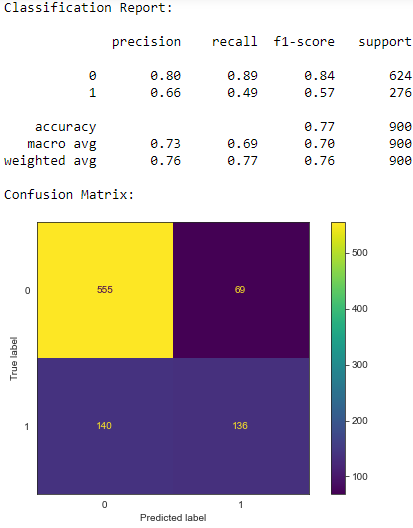 Classification Report:
precision recall f1-score support
0 0.80 0.89 0.84 624
1 0.66 0.49 0.57 276
accuracy 0.77 900
macro avg 0.73 0.69 0.70 900
weighted avg 0.76 0.77 0.76 900
Confusion Matrix:
0 555 69
1 140 136
0 1
True label
Predicted label
500
400
300
200
100